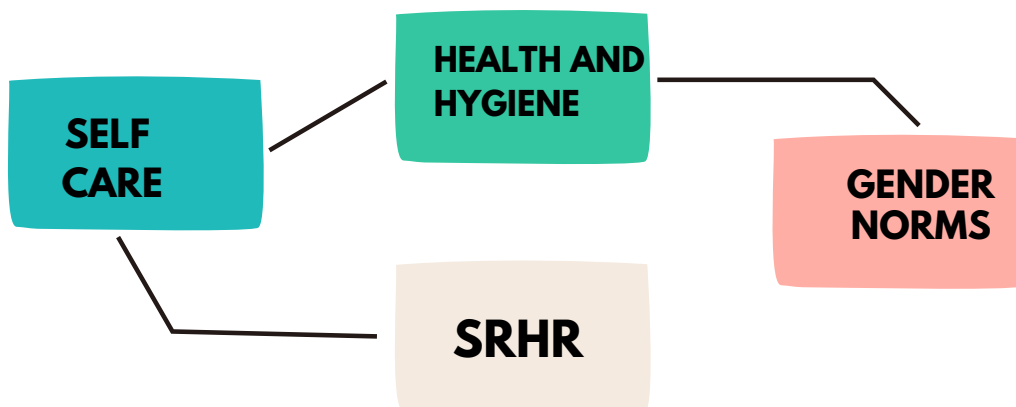 SELF
CARE
HEALTH AND
HYGIENE
GENDER
NORMS
SRHR